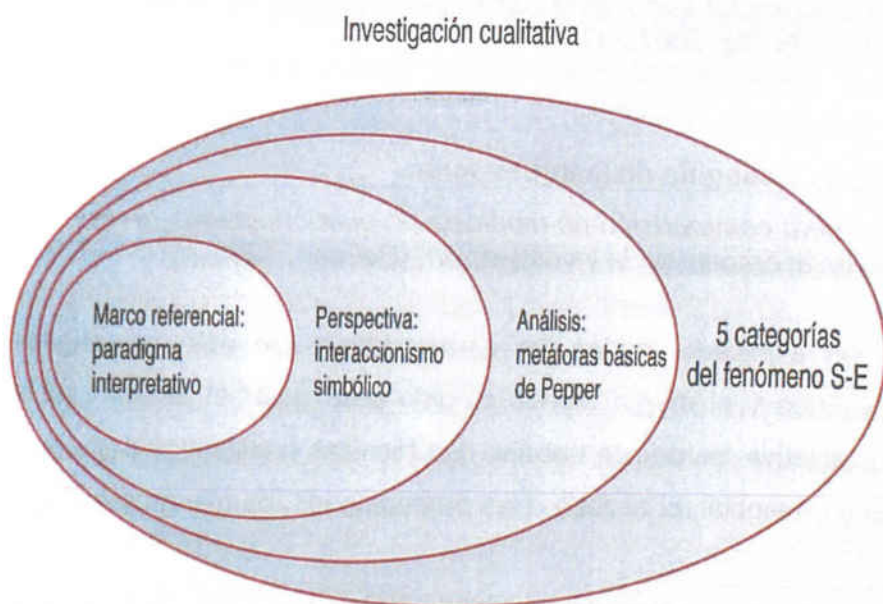 Investigación cualitativa
Marco referencial:
paradigma
interpretativo
Perspectiva:
interaccionismo
simbólico
Análisis:
metáforas básicas
de Pepper
5 categorías
del fenómeno S-E